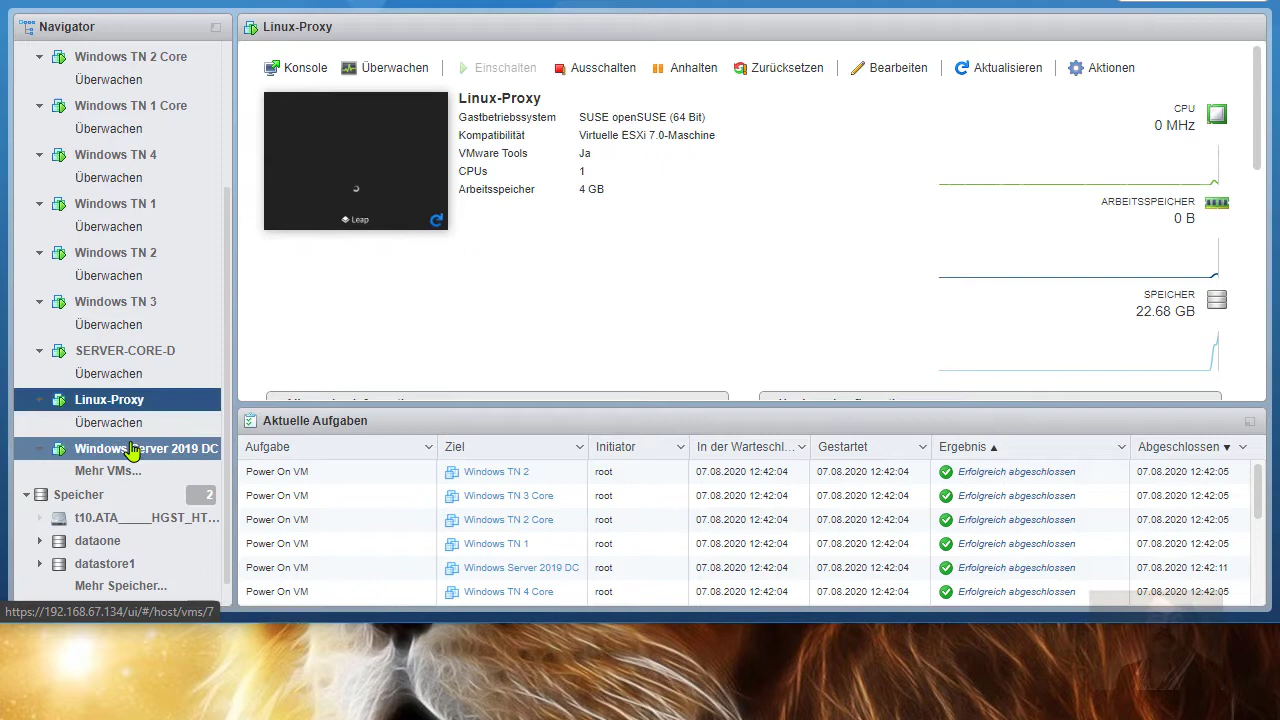 Navigator
Windows TN 2 Core
Überwachen
Windows TN 1 Core
Überwachen
Windows TN 4
Überwachen
Windows TN 1
Überwachen
Windows TN 2
Überwachen
Windows TN 3
Überwachen
SERVER-CORE-D
Überwachen
Linux-Proxy
Überwachen
Windows Server 2019 DC
Mehr VMs...
Speicher 2
t10.ATA_____HGST_HT...
dataone
datastore1
Mehr Speicher...
https://192.168.67.134/ui/#/host/vms/7
Linux-Proxy
Konsole Überwachen Einschalten Ausschalten Anhalten Zurücksetzen Bearbeiten Aktualisieren Aktionen
Leap
Linux-Proxy
Gastbetriebssystem SUSE openSUSE (64 Bit)
Kompatibilität Virtuelle ESXi 7.0-Maschine
VMware Tools Ja
CPUs 1
Arbeitsspeicher 4 GB
CPU
0 MHz
ARBEITSSPEICHER
0 B
SPEICHER
22.68 GB
Aktuelle Aufgaben
Aufgabe Ziel Initiator In der Warteschl... Gestartet Ergebnis Abgeschlossen
Power On VM Windows TN 2 root 07.08.2020 12:42:04 07.08.2020 12:42:04 Erfolgreich abgeschlossen 07.08.2020 12:42:05
Power On VM Windows TN 3 Core root 07.08.2020 12:42:04 07.08.2020 12:42:04 Erfolgreich abgeschlossen 07.08.2020 12:42:05
Power On VM Windows TN 2 Core root 07.08.2020 12:42:04 07.08.2020 12:42:04 Erfolgreich abgeschlossen 07.08.2020 12:42:05
Power On VM Windows TN 1 root 07.08.2020 12:42:04 07.08.2020 12:42:04 Erfolgreich abgeschlossen 07.08.2020 12:42:05
Power On VM Windows Server 2019 DC root 07.08.2020 12:42:04 07.08.2020 12:42:04 Erfolgreich abgeschlossen 07.08.2020 12:42:11
Power On VM Windows TN 4 Core root 07.08.2020 12:42:04 07.08.2020 12:42:04 Erfolgreich abgeschlossen 07.08.2020 12:42:05